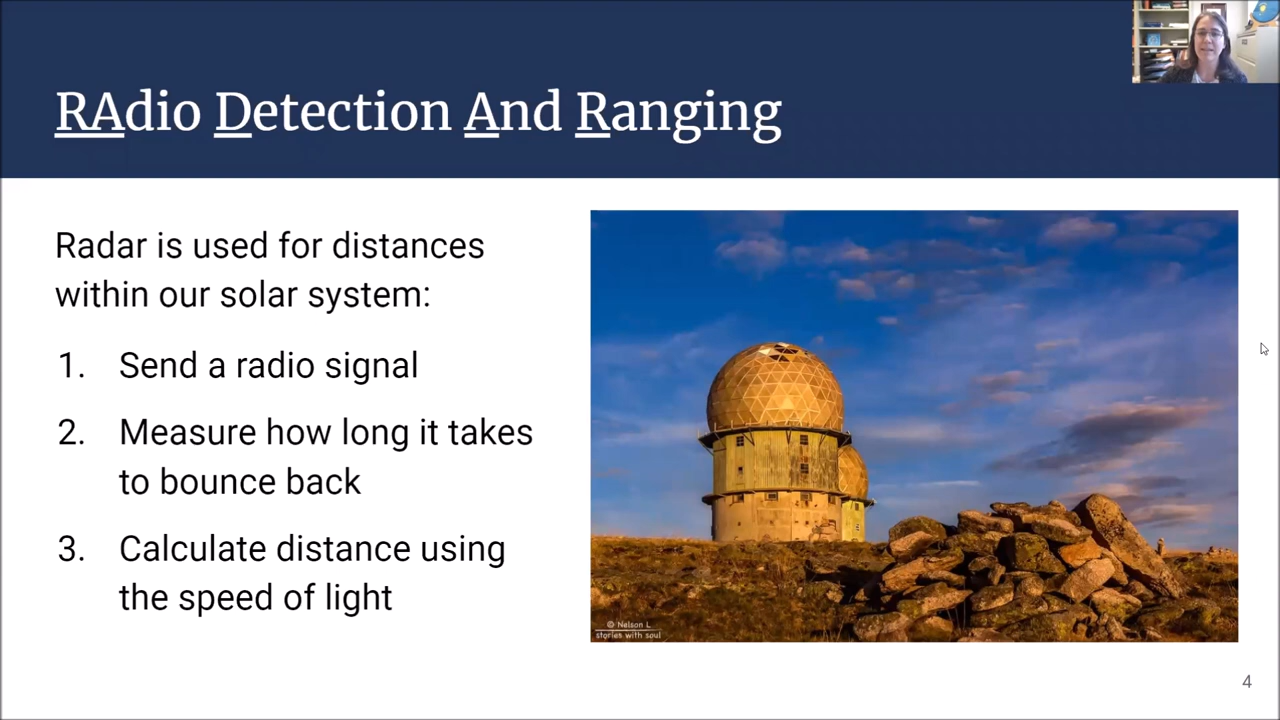 RAdio Detection And Ranging
Radar is used for distances
within our solar system:
1. Send a radio signal
2. Measure how long it takes
to bounce back
3. Calculate distance using
the speed of light
© Nelson L
stories with soul
4